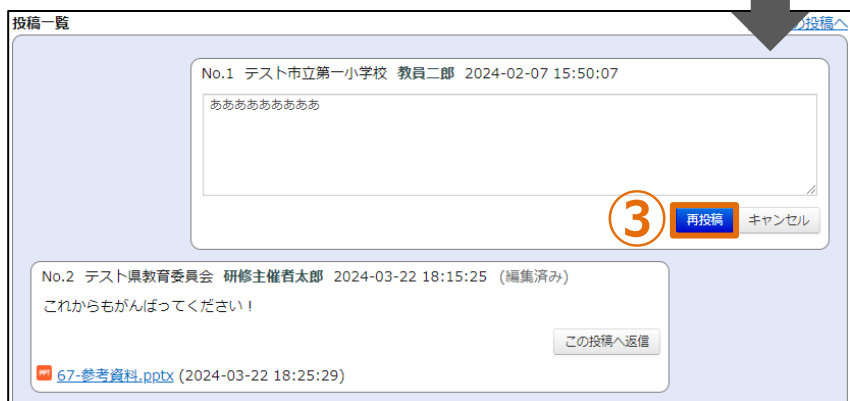 投稿一覧
の投稿へ
No.1 テスト市立第一小学校 教員二郎 2024-02-07 15:50:07
あああああああああ
③ 再投稿 キャンセル
No.2 テスト県教育委員会 研修主催者太郎 2024-03-22 18:15:25 (編集済み)
これからもがんばってください!
この投稿へ返信
PPT 67-参考資料.pptx (2024-03-22 18:25:29)